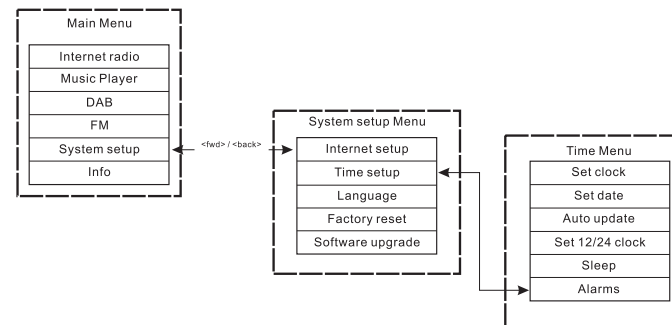 Main Menu
Internet radio
Music Player
DAB
FM
System setup
Info
<fwd> / <back>
System setup Menu
Internet setup
Time setup
Language
Factory reset
Software upgrade
Time Menu
Set clock
Set date
Auto update
Set 12/24 clock
Sleep
Alarms